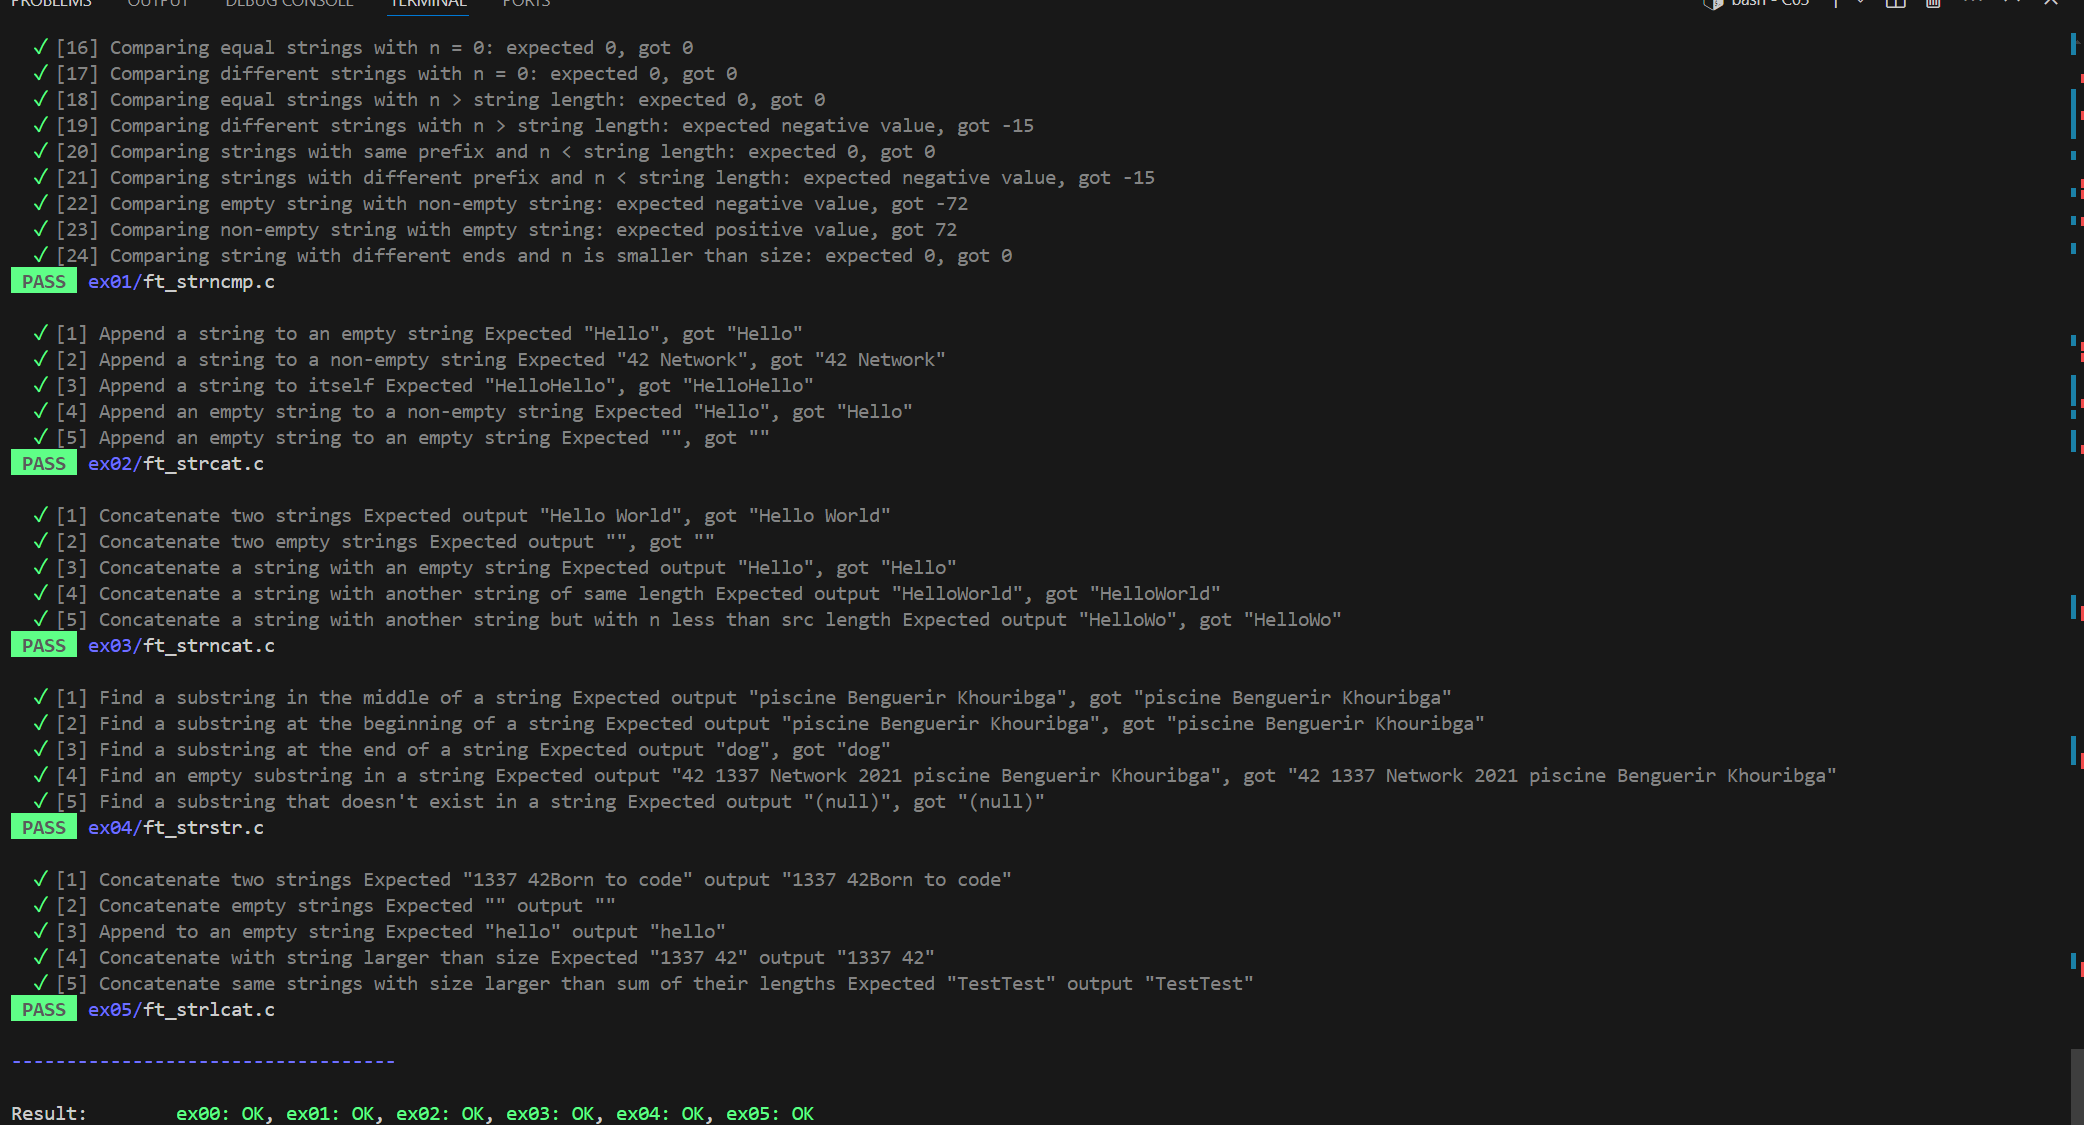 PROBLEMS OUTPUT DEBUG CONSOLE TERMINAL PORTS bash - C03
✓ [16] Comparing equal strings with n = 0: expected 0, got 0
✓ [17] Comparing different strings with n = 0: expected 0, got 0
✓ [18] Comparing equal strings with n > string length: expected 0, got 0
✓ [19] Comparing different strings with n > string length: expected negative value, got -15
✓ [20] Comparing strings with same prefix and n < string length: expected 0, got 0
✓ [21] Comparing strings with different prefix and n < string length: expected negative value, got -15
✓ [22] Comparing empty string with non-empty string: expected negative value, got -72
✓ [23] Comparing non-empty string with empty string: expected positive value, got 72
✓ [24] Comparing string with different ends and n is smaller than size: expected 0, got 0
PASS ex01/ft_strncmp.c
✓ [1] Append a string to an empty string Expected "Hello", got "Hello"
✓ [2] Append a string to a non-empty string Expected "42 Network", got "42 Network"
✓ [3] Append a string to itself Expected "HelloHello", got "HelloHello"
✓ [4] Append an empty string to a non-empty string Expected "Hello", got "Hello"
✓ [5] Append an empty string to an empty string Expected "", got ""
PASS ex02/ft_strcat.c
✓ [1] Concatenate two strings Expected output "Hello World", got "Hello World"
✓ [2] Concatenate two empty strings Expected output "", got ""
✓ [3] Concatenate a string with an empty string Expected output "Hello", got "Hello"
✓ [4] Concatenate a string with another string of same length Expected output "HelloWorld", got "HelloWorld"
✓ [5] Concatenate a string with another string but with n less than src length Expected output "HelloWo", got "HelloWo"
PASS ex03/ft_strncat.c
✓ [1] Find a substring in the middle of a string Expected output "piscine Benguerir Khouribga", got "piscine Benguerir Khouribga"
✓ [2] Find a substring at the beginning of a string Expected output "piscine Benguerir Khouribga", got "piscine Benguerir Khouribga"
✓ [3] Find a substring at the end of a string Expected output "dog", got "dog"
✓ [4] Find an empty substring in a string Expected output "42 1337 Network 2021 piscine Benguerir Khouribga", got "42 1337 Network 2021 piscine Benguerir Khouribga"
✓ [5] Find a substring that doesn't exist in a string Expected output "(null)", got "(null)"
PASS ex04/ft_strstr.c
✓ [1] Concatenate two strings Expected "1337 42Born to code" output "1337 42Born to code"
✓ [2] Concatenate empty strings Expected "" output ""
✓ [3] Append to an empty string Expected "hello" output "hello"
✓ [4] Concatenate with string larger than size Expected "1337 42" output "1337 42"
✓ [5] Concatenate same strings with size larger than sum of their lengths Expected "TestTest" output "TestTest"
PASS ex05/ft_strlcat.c
-----------------------------------
Result: ex00: OK, ex01: OK, ex02: OK, ex03: OK, ex04: OK, ex05: OK